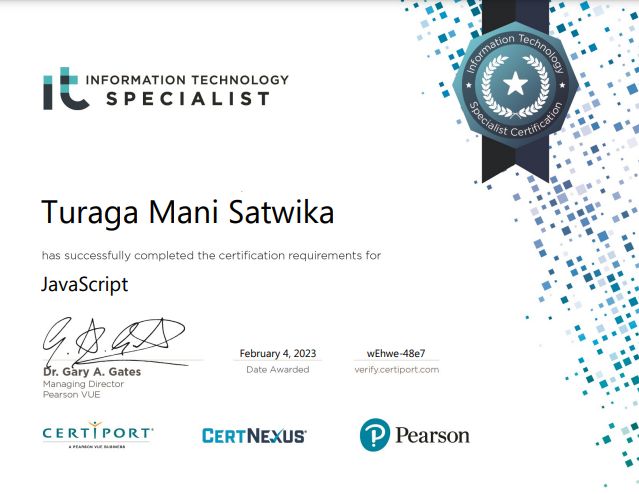 it INFORMATION TECHNOLOGY
SPECIALIST
Information Technology
Specialist Certification
Turaga Mani Satwika
has successfully completed the certification requirements for
JavaScript
Dr. Gary A. Gates
Managing Director
Pearson VUE
February 4, 2023
Date Awarded
wEhwe-48e7
verify.certiport.com
CERTIPORT
A PEARSON VUE BUSINESS
CERTNEXUS
P Pearson